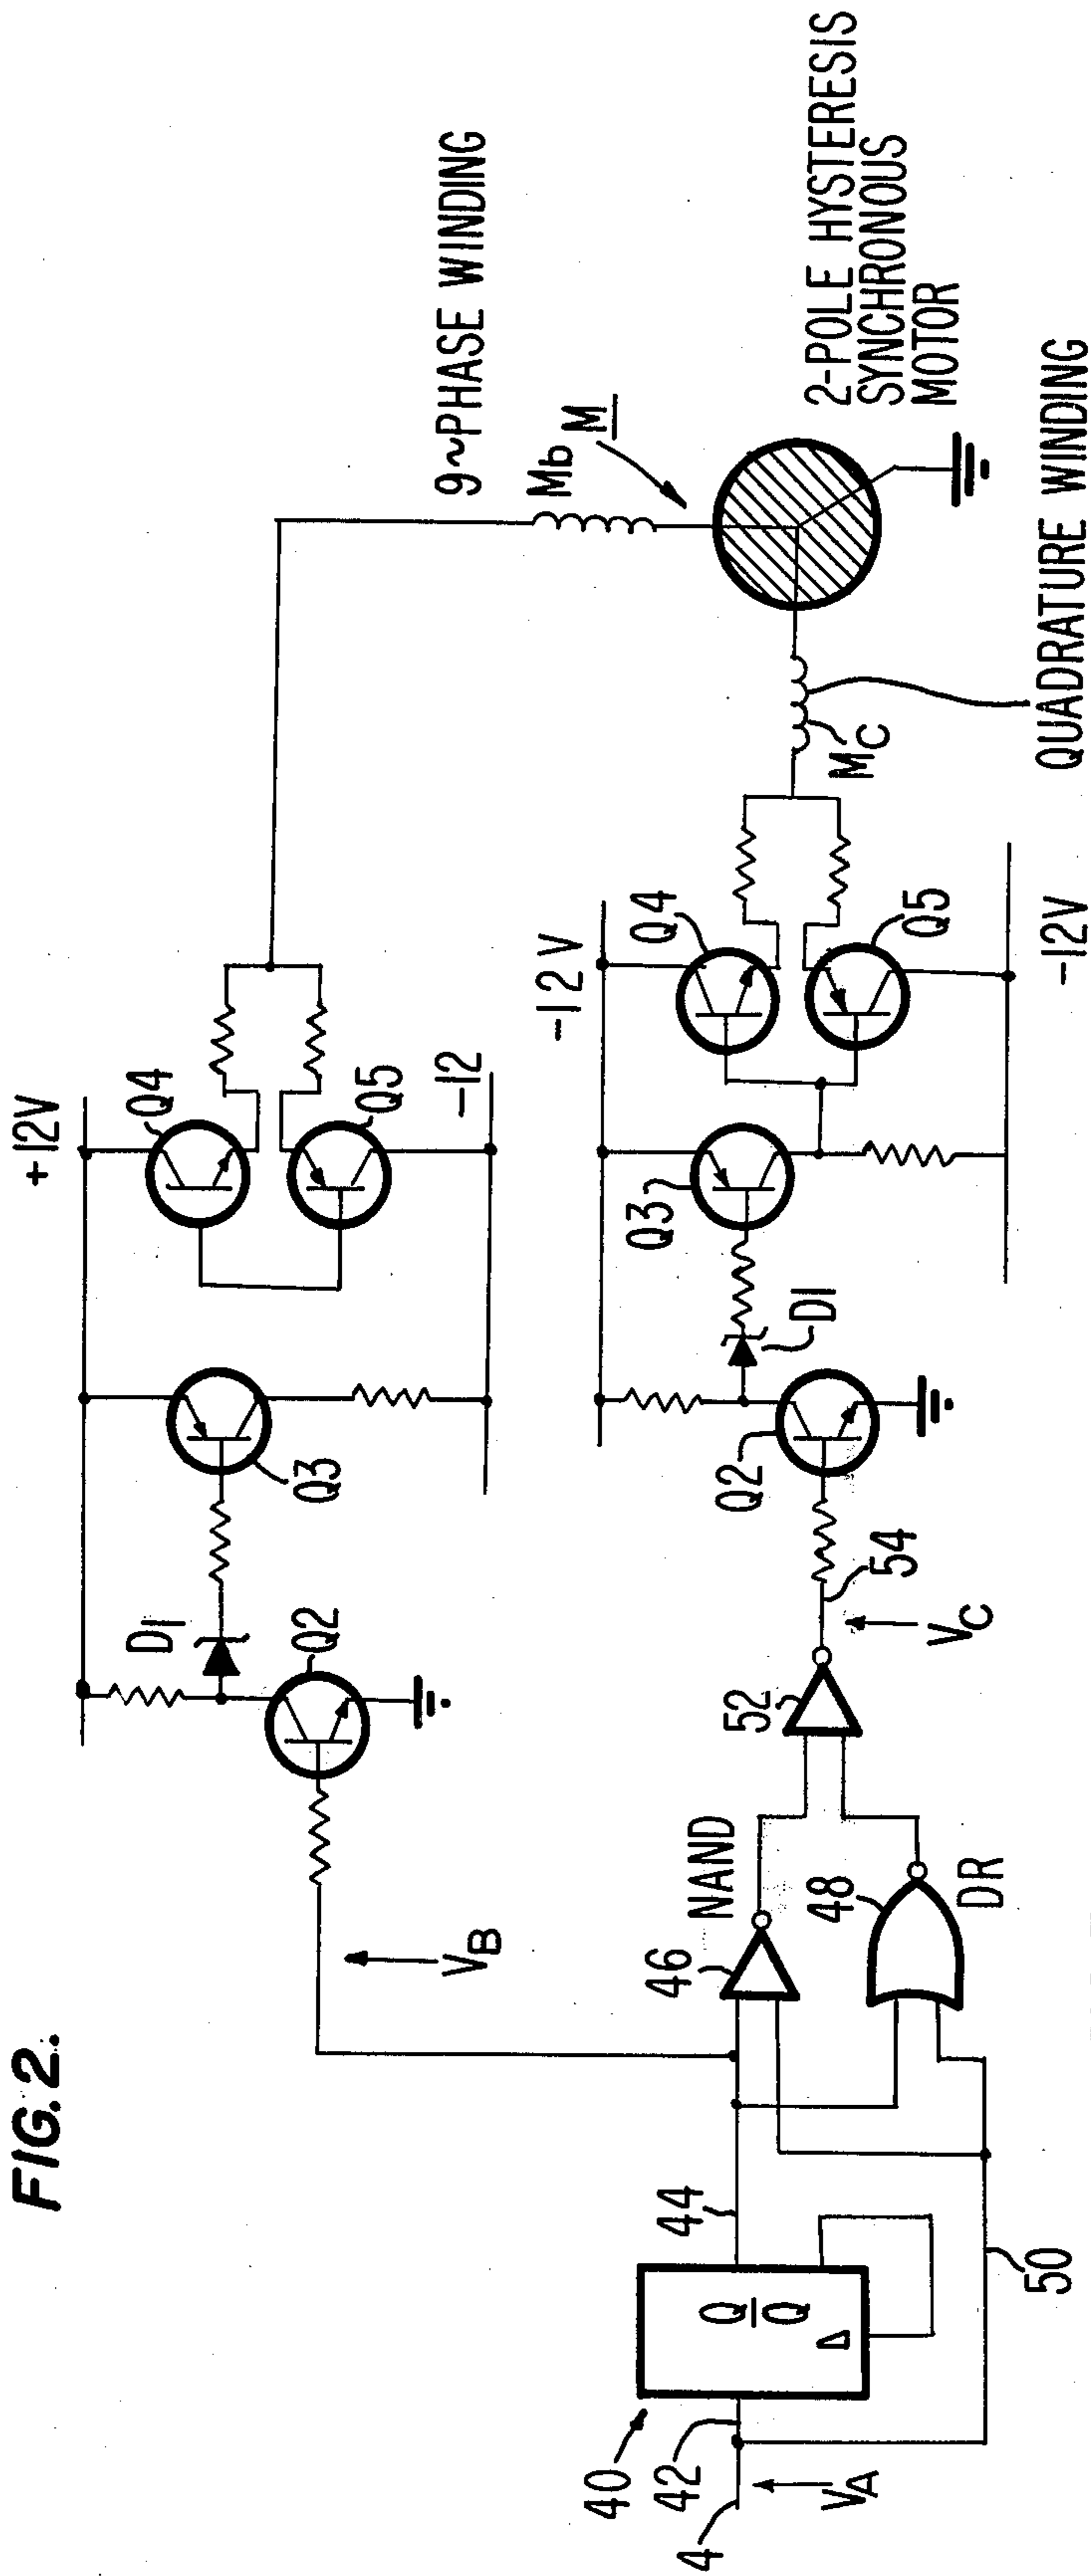 FIG. 2.
+12V
Q4
Q5
-12
Q3
D1
Q2
VB
9~PHASE WINDING
Mb
M
2-POLE HYSTERESIS
SYNCHRONOUS
MOTOR
QUADRATURE WINDING
MC
-12V
Q4
Q5
-12V
Q3
D1
Q2
54
VC
52
NAND
46
48
DR
44
50
Q
Q̅
D
40
42
4
VA